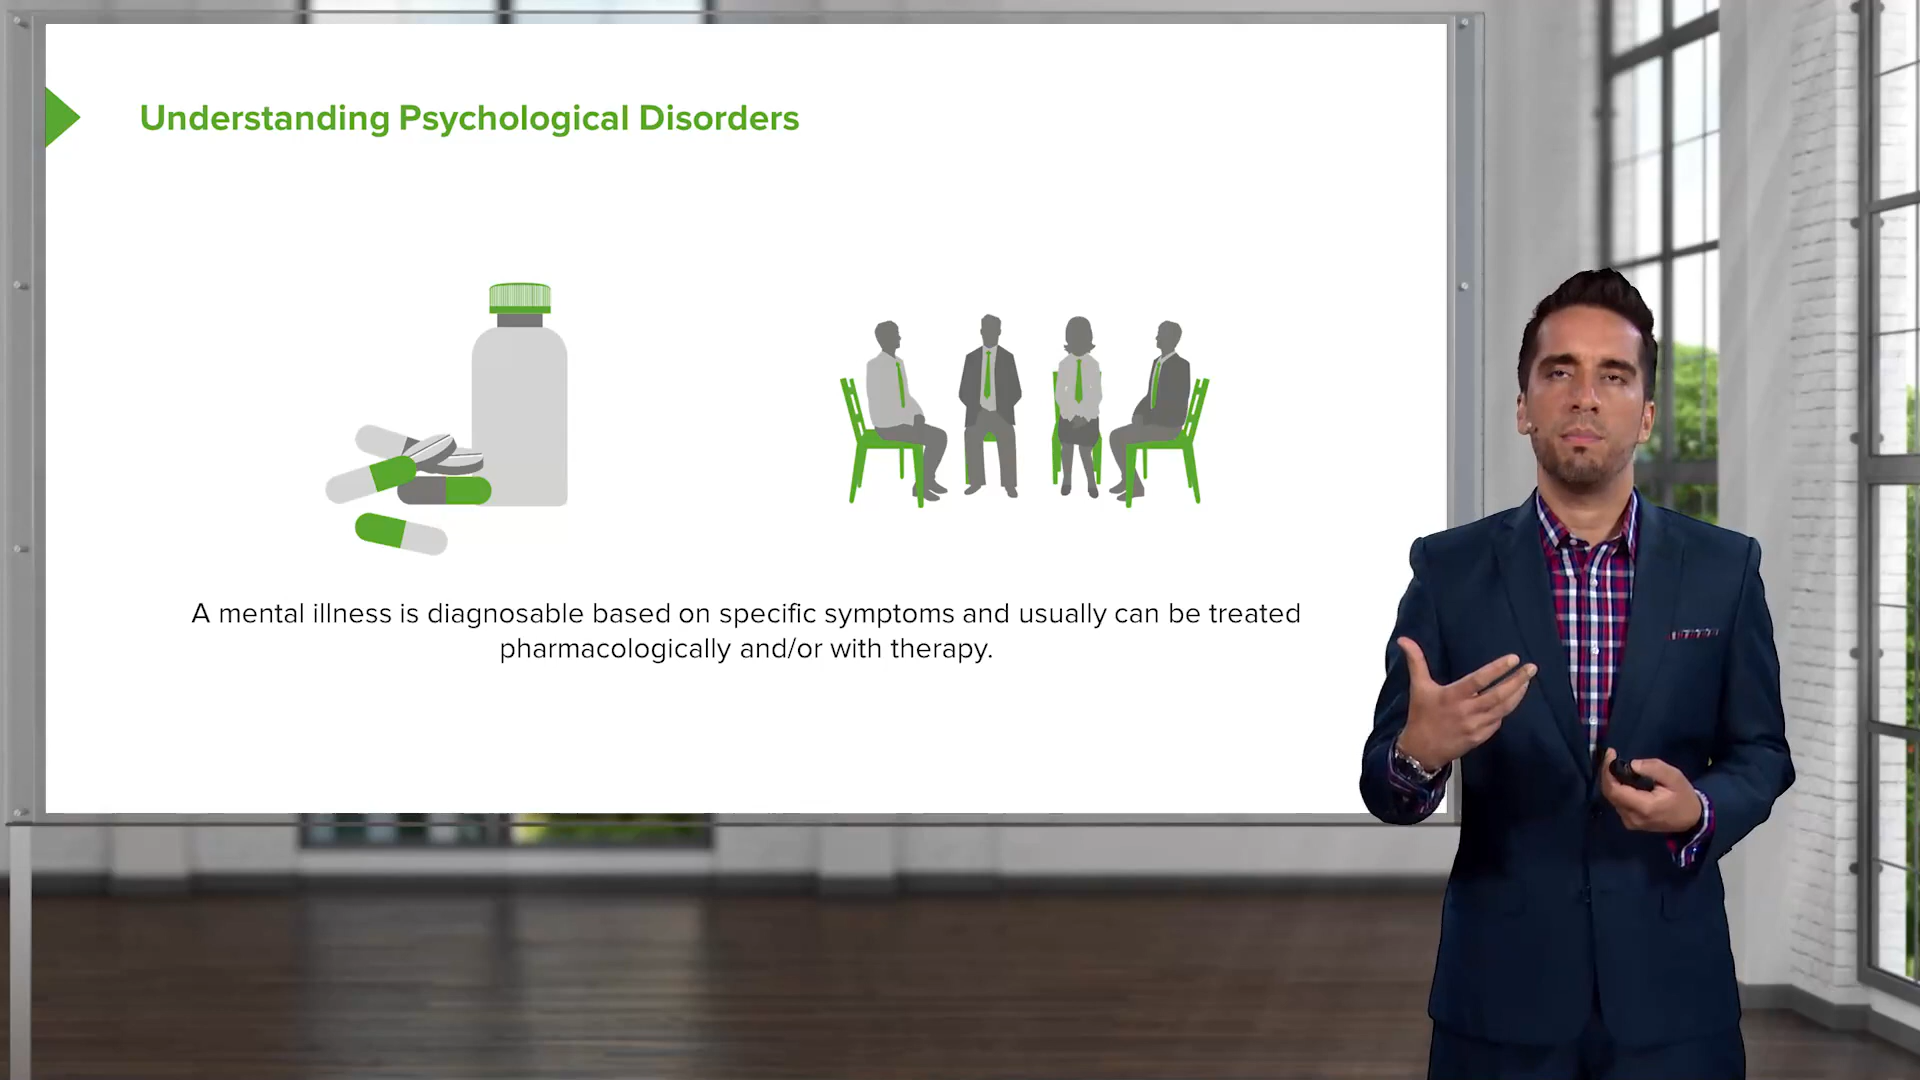 Understanding Psychological Disorders
A mental illness is diagnosable based on specific symptoms and usually can be treated
pharmacologically and/or with therapy.